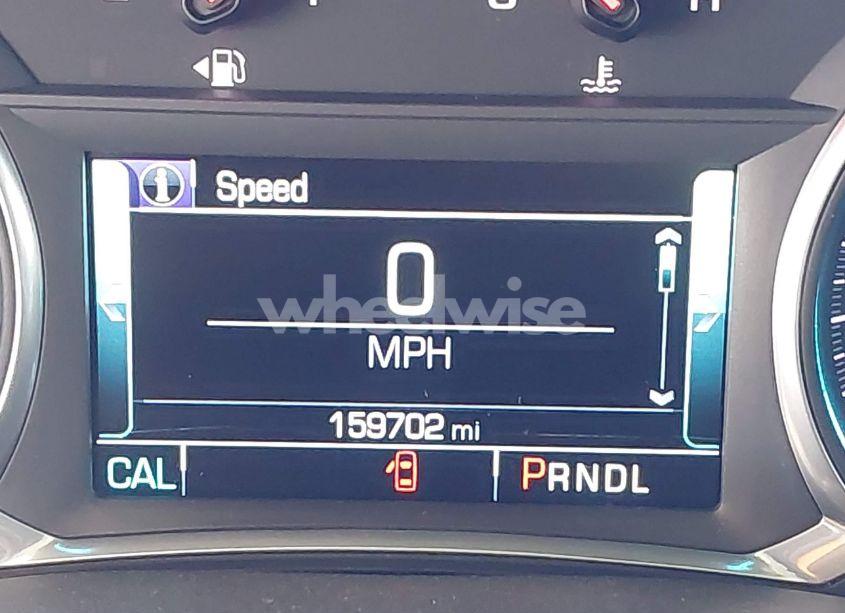 H
Speed
0
MPH
wheelwise
159702 mi
CAL
PRNDL